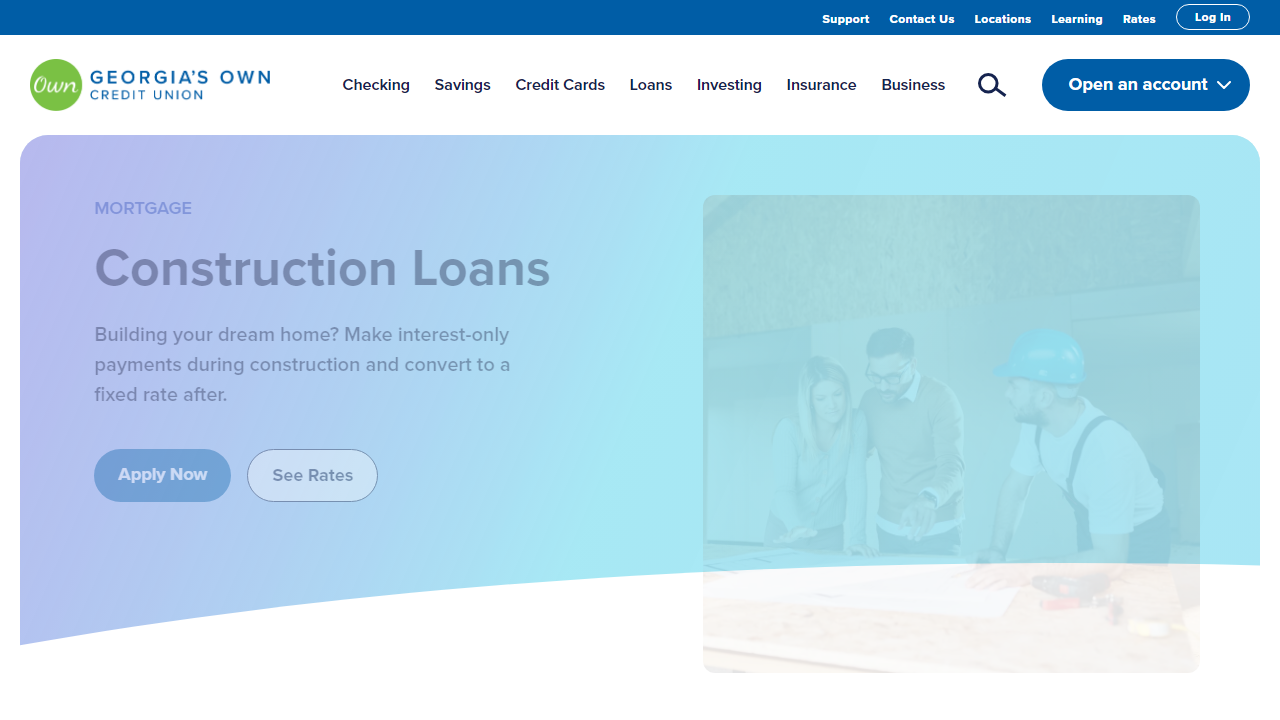 Support Contact Us Locations Learning Rates Log In
Own GEORGIA'S OWN
CREDIT UNION
Checking Savings Credit Cards Loans Investing Insurance Business Open an account
MORTGAGE
Construction Loans
Building your dream home? Make interest-only
payments during construction and convert to a
fixed rate after.
Apply Now See Rates